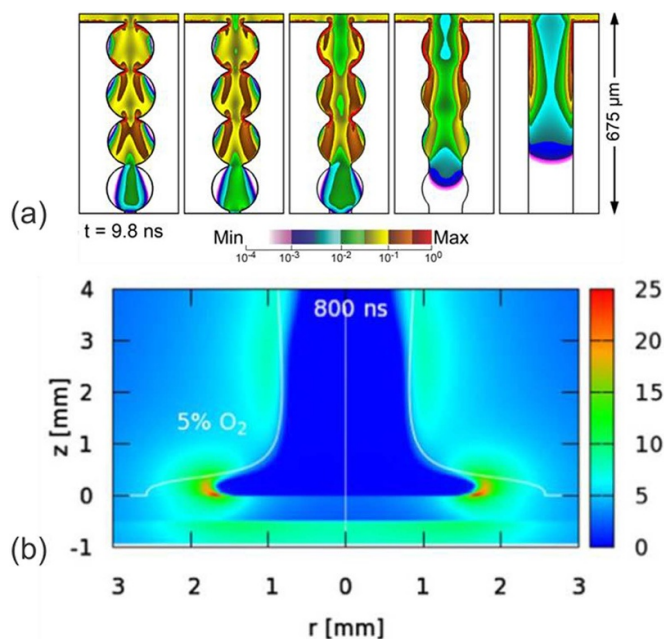 (a)
t = 9.8 ns
Min
Max
10⁻⁴ 10⁻³ 10⁻² 10⁻¹ 10⁰
675 µm
(b)
800 ns
5% O₂
z [mm]
4
3
2
1
0
-1
3 2 1 0 1 2 3
r [mm]
25
20
15
10
5
0